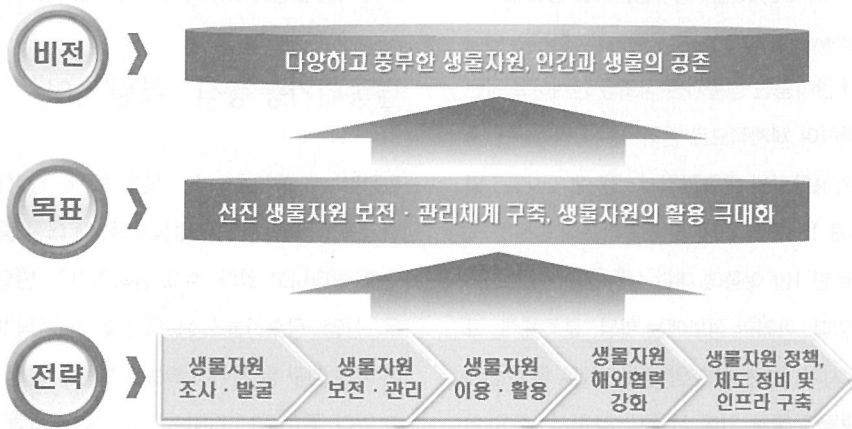 비전
다양하고 풍부한 생물자원, 인간과 생물의 공존
목표
선진 생물자원 보전 · 관리체계 구축, 생물자원의 활용 극대화
전략
생물자원
조사 · 발굴
생물자원
보전 · 관리
생물자원
이용 · 활용
생물자원
해외협력
강화
생물자원 정책,
제도 정비 및
인프라 구축